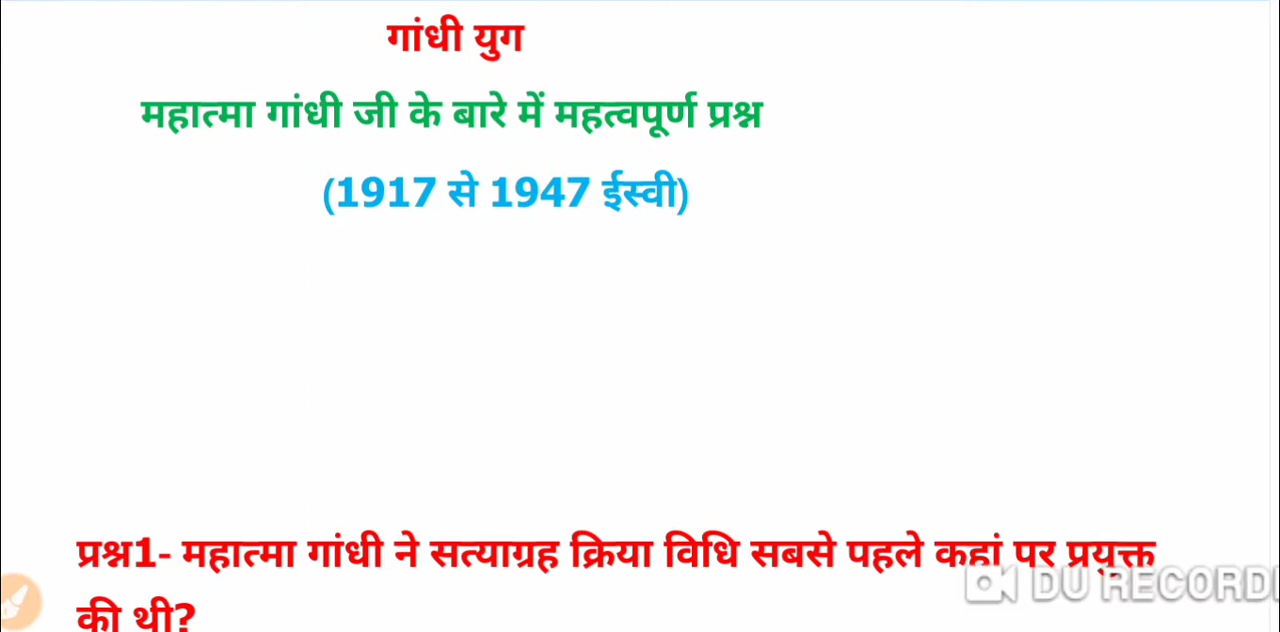 गांधी युग
महात्मा गांधी जी के बारे में महत्वपूर्ण प्रश्न
(1917 से 1947 ईस्वी)
प्रश्न1- महात्मा गांधी ने सत्याग्रह क्रिया विधि सबसे पहले कहां पर प्रयुक्त
की थी?
DU RECORD